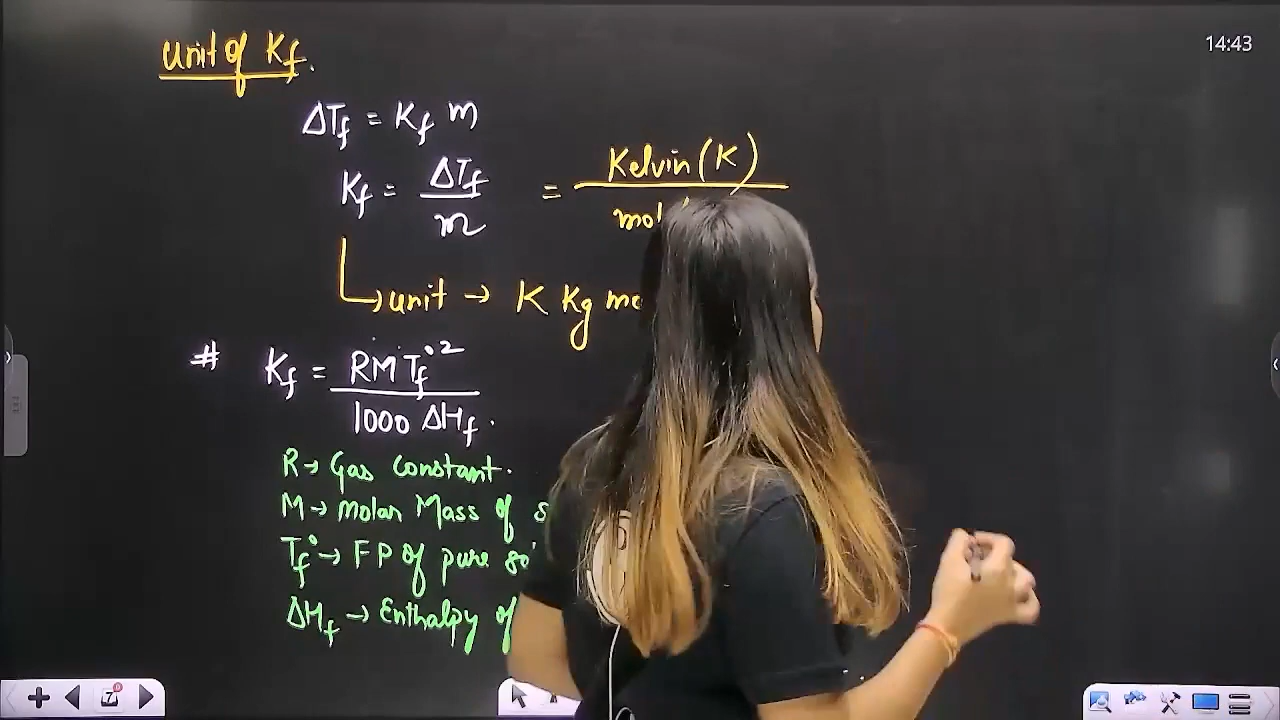 Unit of Kf.
14:43
ΔTf = Kf m
Kf = ΔTf / m = Kelvin (K)
unit → K Kg
# Kf = RMTf°² / 1000 ΔHf.
R → Gas constant.
M → molar Mass of
Tf° → FP of pure
ΔHf → Enthalpy of
7